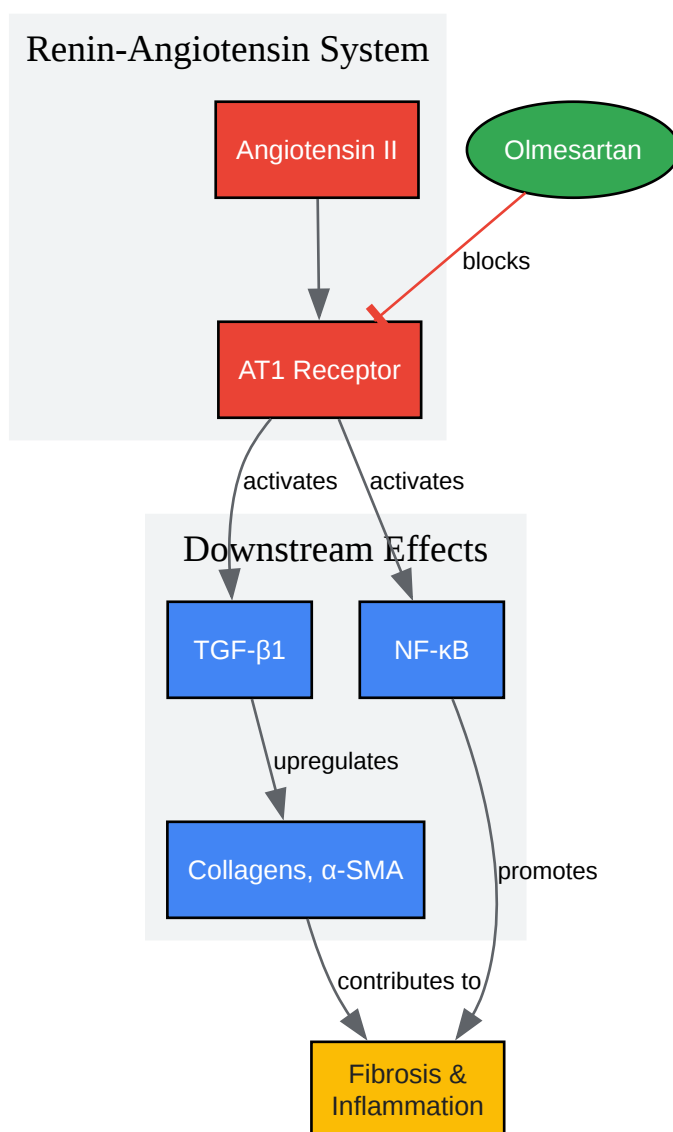 Renin-Angiotensin System
Angiotensin II
Olmesartan
blocks
AT1 Receptor
activates
activates
Downstream Effects
TGF-β1
NF-κB
upregulates
Collagens, α-SMA
promotes
contributes to
Fibrosis &
Inflammation